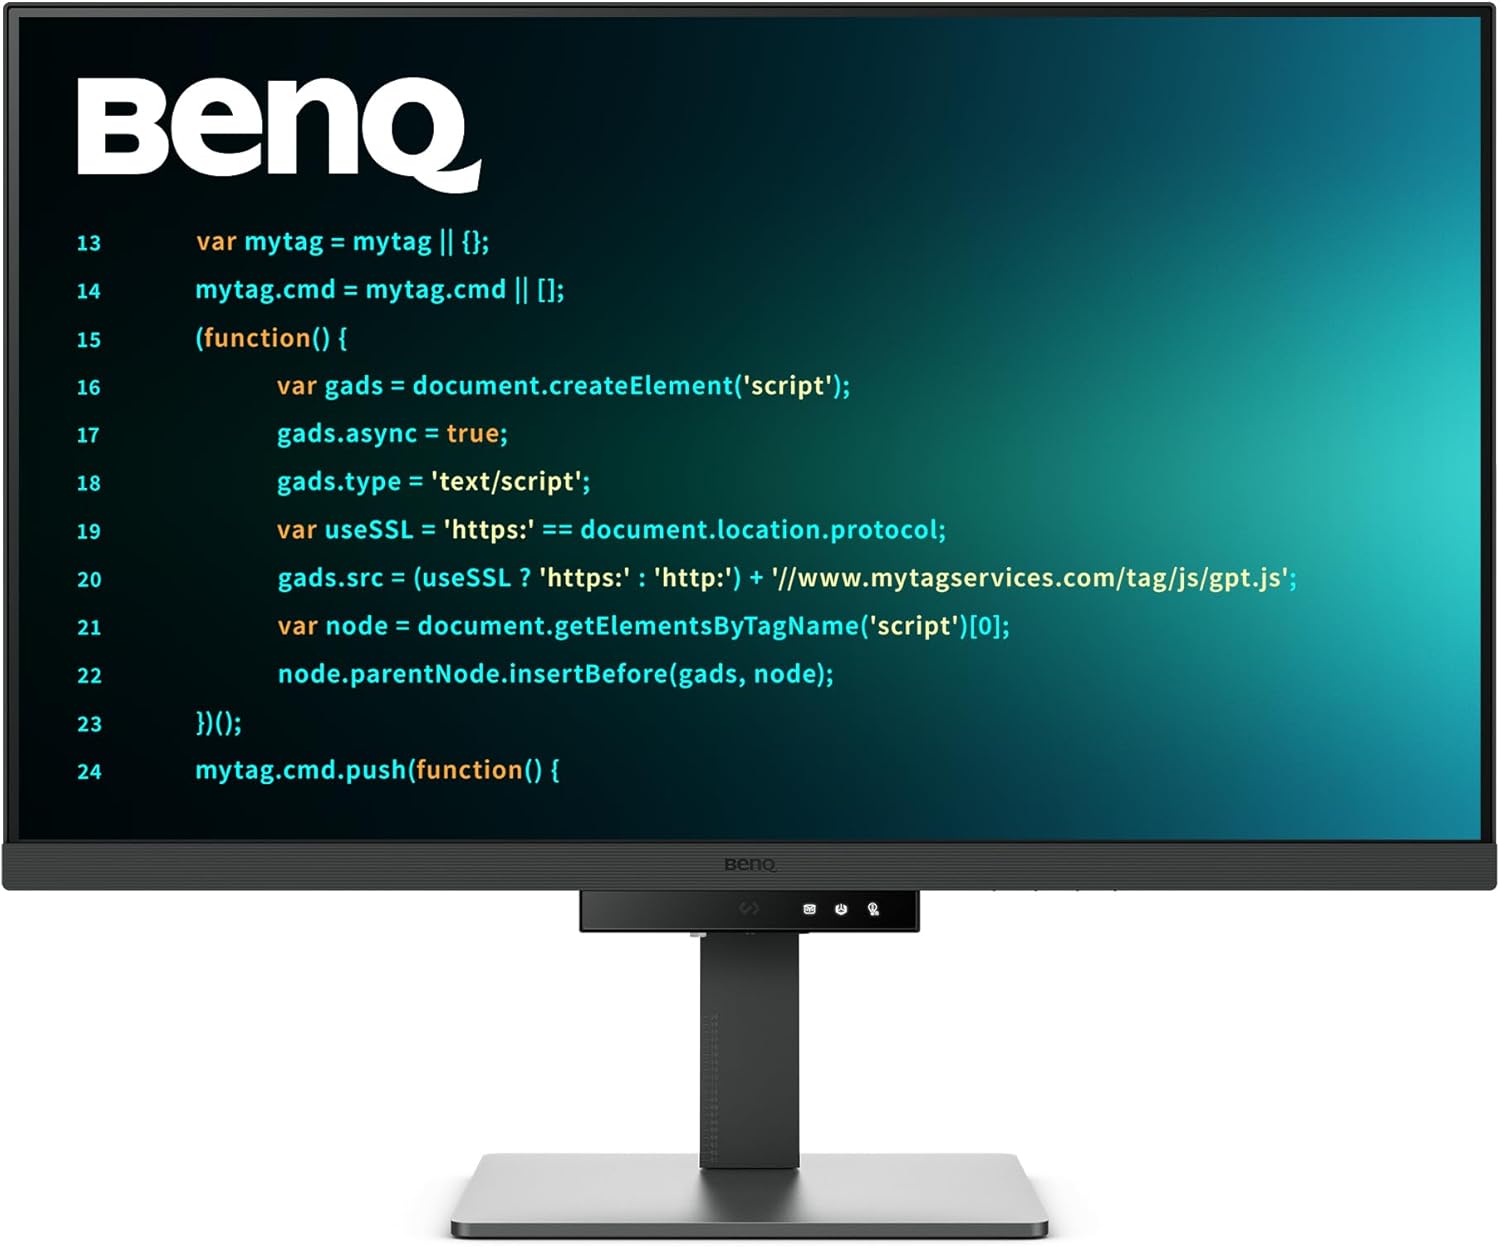 BenQ
13 var mytag = mytag || {};
14 mytag.cmd = mytag.cmd || [];
15 (function() {
16 var gads = document.createElement('script');
17 gads.async = true;
18 gads.type = 'text/script';
19 var useSSL = 'https:' == document.location.protocol;
20 gads.src = (useSSL ? 'https:' : 'http:') + '//www.mytagservices.com/tag/js/gpt.js';
21 var node = document.getElementsByTagName('script')[0];
22 node.parentNode.insertBefore(gads, node);
23 })();
24 mytag.cmd.push(function() {
BenQ